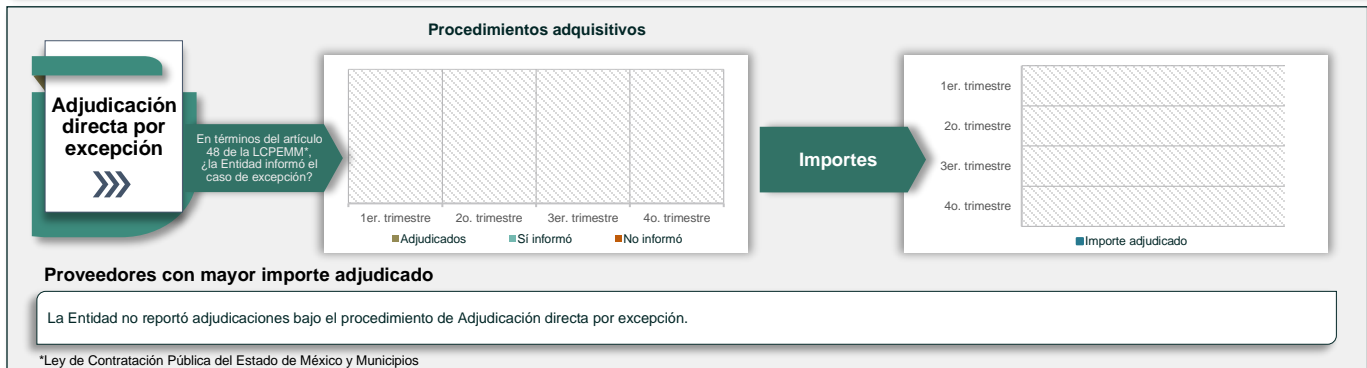 Procedimientos adquisitivos
Adjudicación
directa por
excepción
En términos del artículo
48 de la LCPEMM*,
¿la Entidad informó el
caso de excepción?
1er. trimestre
2o. trimestre
3er. trimestre
4o. trimestre
Adjudicados
Sí informó
No informó
Importes
1er. trimestre
2o. trimestre
3er. trimestre
4o. trimestre
Importe adjudicado
Proveedores con mayor importe adjudicado
La Entidad no reportó adjudicaciones bajo el procedimiento de Adjudicación directa por excepción.
*Ley de Contratación Pública del Estado de México y Municipios